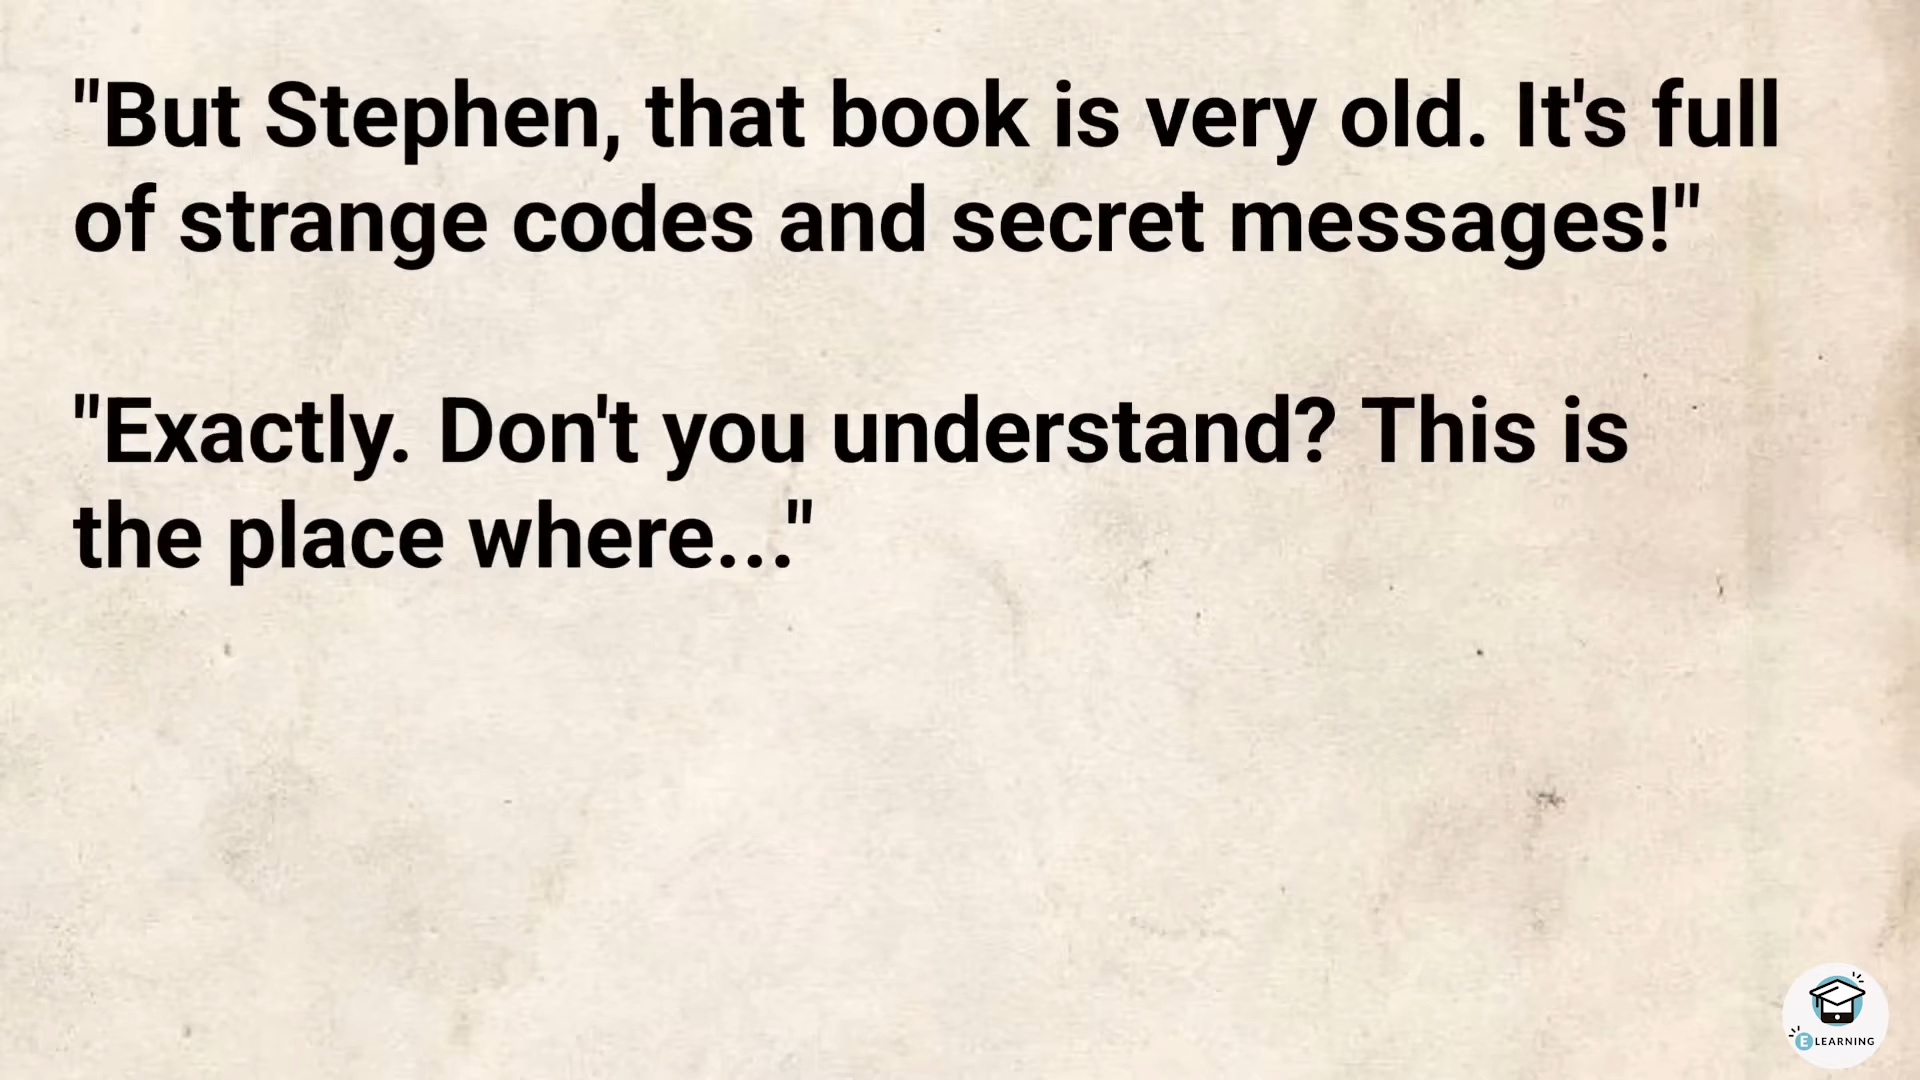 "But Stephen, that book is very old. It's full
of strange codes and secret messages!"
"Exactly. Don't you understand? This is
the place where..."
E LEARNING